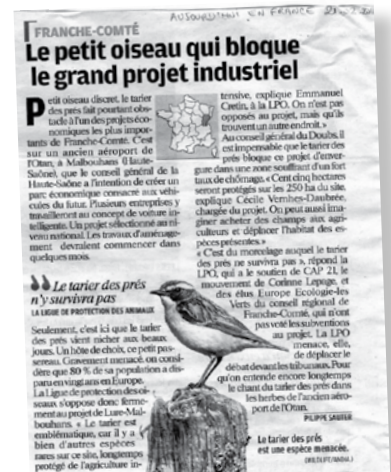 AUJOURD'HUI EN FRANCE
FRANCHE-COMTÉ
Le petit oiseau qui bloque
le grand projet industriel
Petit oiseau discret, le tarier
des prés fait pourtant obs-
tacle à l'un des projets éco-
nomiques les plus impor-
tants de Franche-Comté. C'est
sur un ancien aéroport de
l'Otan, à Malbouhans (Haute-
Saône), que le conseil général de la
Haute-Saône a l'intention de créer un
parc économique consacré aux véhi-
cules du futur. Plusieurs entreprises y
travailleront au concept de voiture in-
telligente. Un projet sélectionné au ni-
veau national. Les travaux d'aménage-
ment devraient commencer dans
quelques mois.
Le tarier des prés
n'y survivra pas
LA LIGUE DE PROTECTION DES ANIMAUX
Seulement, c'est ici que le tarier
des prés vient nicher aux beaux
jours. Un hôte de choix, ce petit pas-
sereau. Gravement menacé, on consi-
dère que 80 % de sa population a dis-
paru en vingt ans en Europe.
La Ligue de protection des oi-
seaux s'oppose donc ferme-
ment au projet de Lure-Mal-
bouhans. « Le tarier est
emblématique, car il y a
bien d'autres espèces
rares sur ce site, longtemps
protégé de l'agriculture in-
tensive, explique Emmanuel
Cretin, à la LPO. On n'est pas
opposés au projet, mais qu'ils
trouvent un autre endroit. »
Au conseil général du Doubs, il
est impensable que le tarier des
prés bloque ce projet d'enver-
gure dans une zone souffrant d'un fort
taux de chômage. « Cent cinq hectares
seront protégés sur les 250 ha du site,
explique Cécile Vernhes-Daubrée,
chargée du projet. On peut aussi ima-
giner acheter des champs aux agri-
culteurs et déplacer l'habitat des es-
pèces présentes. »
« C'est du morcelage auquel le tarier
des prés ne survivra pas », répond la
LPO, qui a le soutien de CAP 21, le
mouvement de Corinne Lepage, et
des élus Europe Ecologie-les
Verts du conseil régional de
Franche-Comté, qui n'ont
pas voté les subventions
au projet. La LPO
menace, elle,
de déplacer le
débat devant les tribunaux. Pour
qu'on entende encore longtemps
le chant du tarier des prés dans
les herbes de l'ancien aéro-
port de l'Otan.
PILIPPE SAUTER
Le tarier des prés
est une espèce menacée.